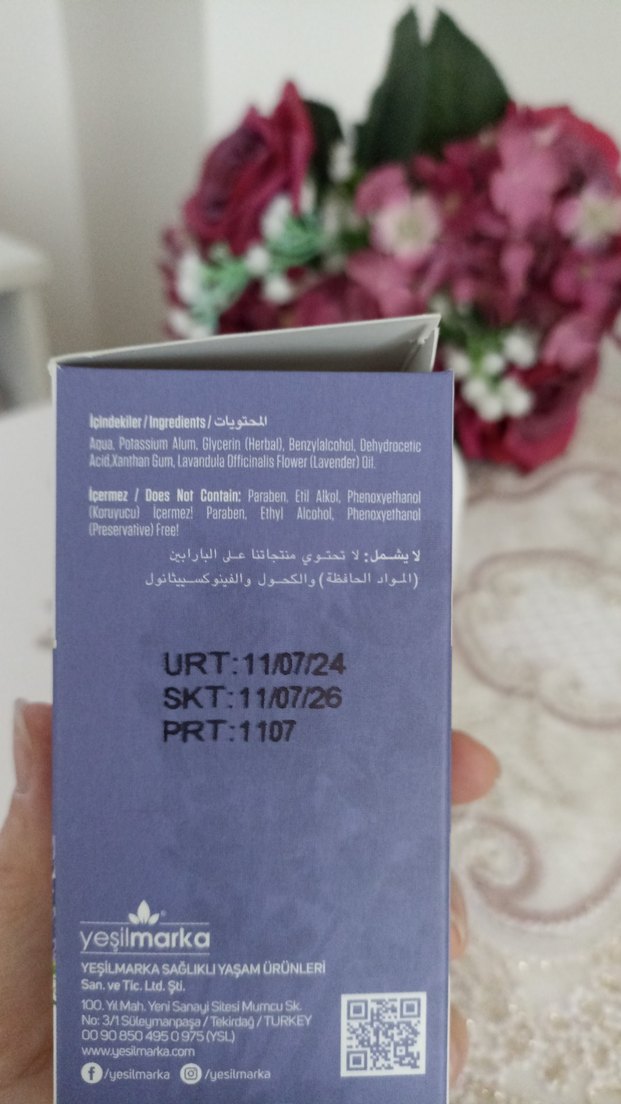 İçindekiler / Ingredients / المحتويات
Aqua, Potassium Alum, Glycerin (Herbal), Benzylalcohol, Dehydrocetic
Acid,Xanthan Gum, Lavandula Officinalis Flower (Lavender) Oil.
İçermez / Does Not Contain: Paraben, Etil Alkol, Phenoxyethanol
(Koruyucu) İçermez! Paraben, Ethyl Alcohol, Phenoxyethanol
(Preservative) Free!
لا يشمل: لا تحتوي منتجاتنا على البارابين
(المواد الحافظة) والكحول والفينوكسييثانول
URT:11/07/24
SKT:11/07/26
PRT:1107
yeşilmarka
YEŞİLMARKA SAĞLIKLI YAŞAM ÜRÜNLERİ
San. ve Tic. Ltd. Şti.
100. Yıl Mah. Yeni Sanayi Sitesi Mumcu Sk.
No: 3/1 Süleymanpaşa / Tekirdağ / TURKEY
00 90 850 495 0 975 (YSL)
www.yesilmarka.com
/yesilmarka /yesilmarka